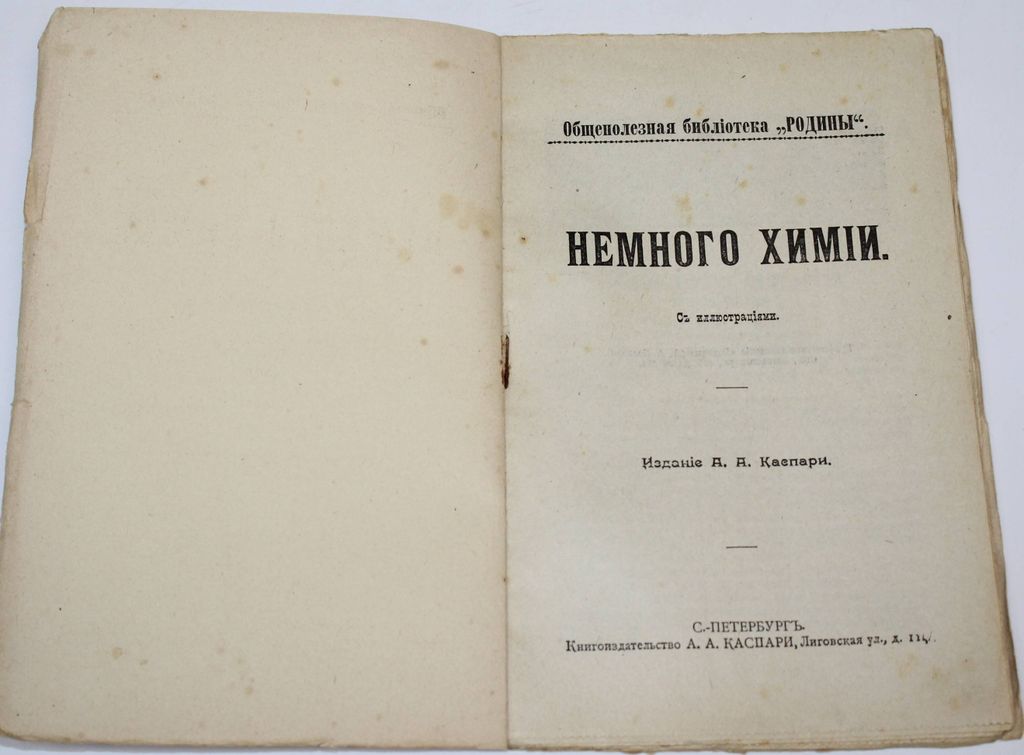 Общеполезная библіотека „РОДИНЫ“.
НЕМНОГО ХИМІИ.
Съ иллюстраціями.
Изданіе А. А. Каспари.
С.-ПЕТЕРБУРГЪ.
Книгоиздательство А. А. КАСПАРИ, Лиговская ул., д.